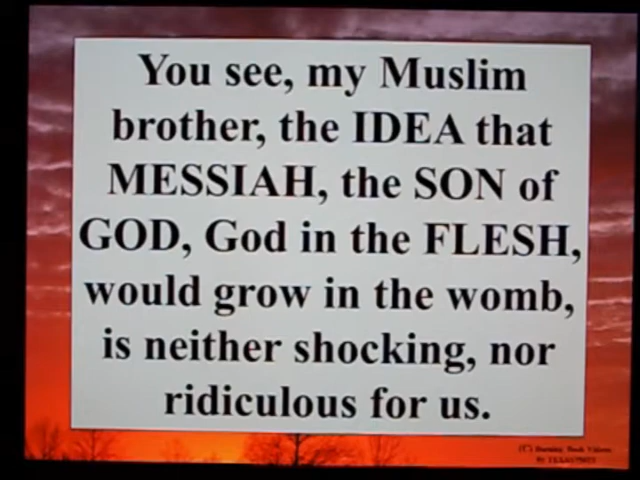 You see, my Muslim
brother, the IDEA that
MESSIAH, the SON of
GOD, God in the FLESH,
would grow in the womb,
is neither shocking, nor
ridiculous for us.